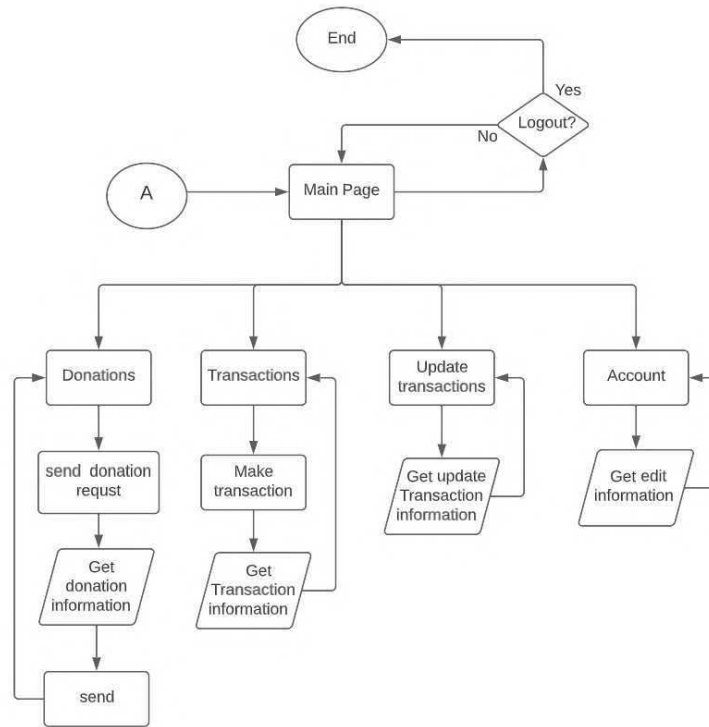 End
Yes
Logout?
No
A
Main Page
Donations
Transactions
Update
transactions
Account
send donation
requst
Make
transaction
Get update
Transaction
information
Get edit
information
Get
donation
information
Get
Transaction
information
send